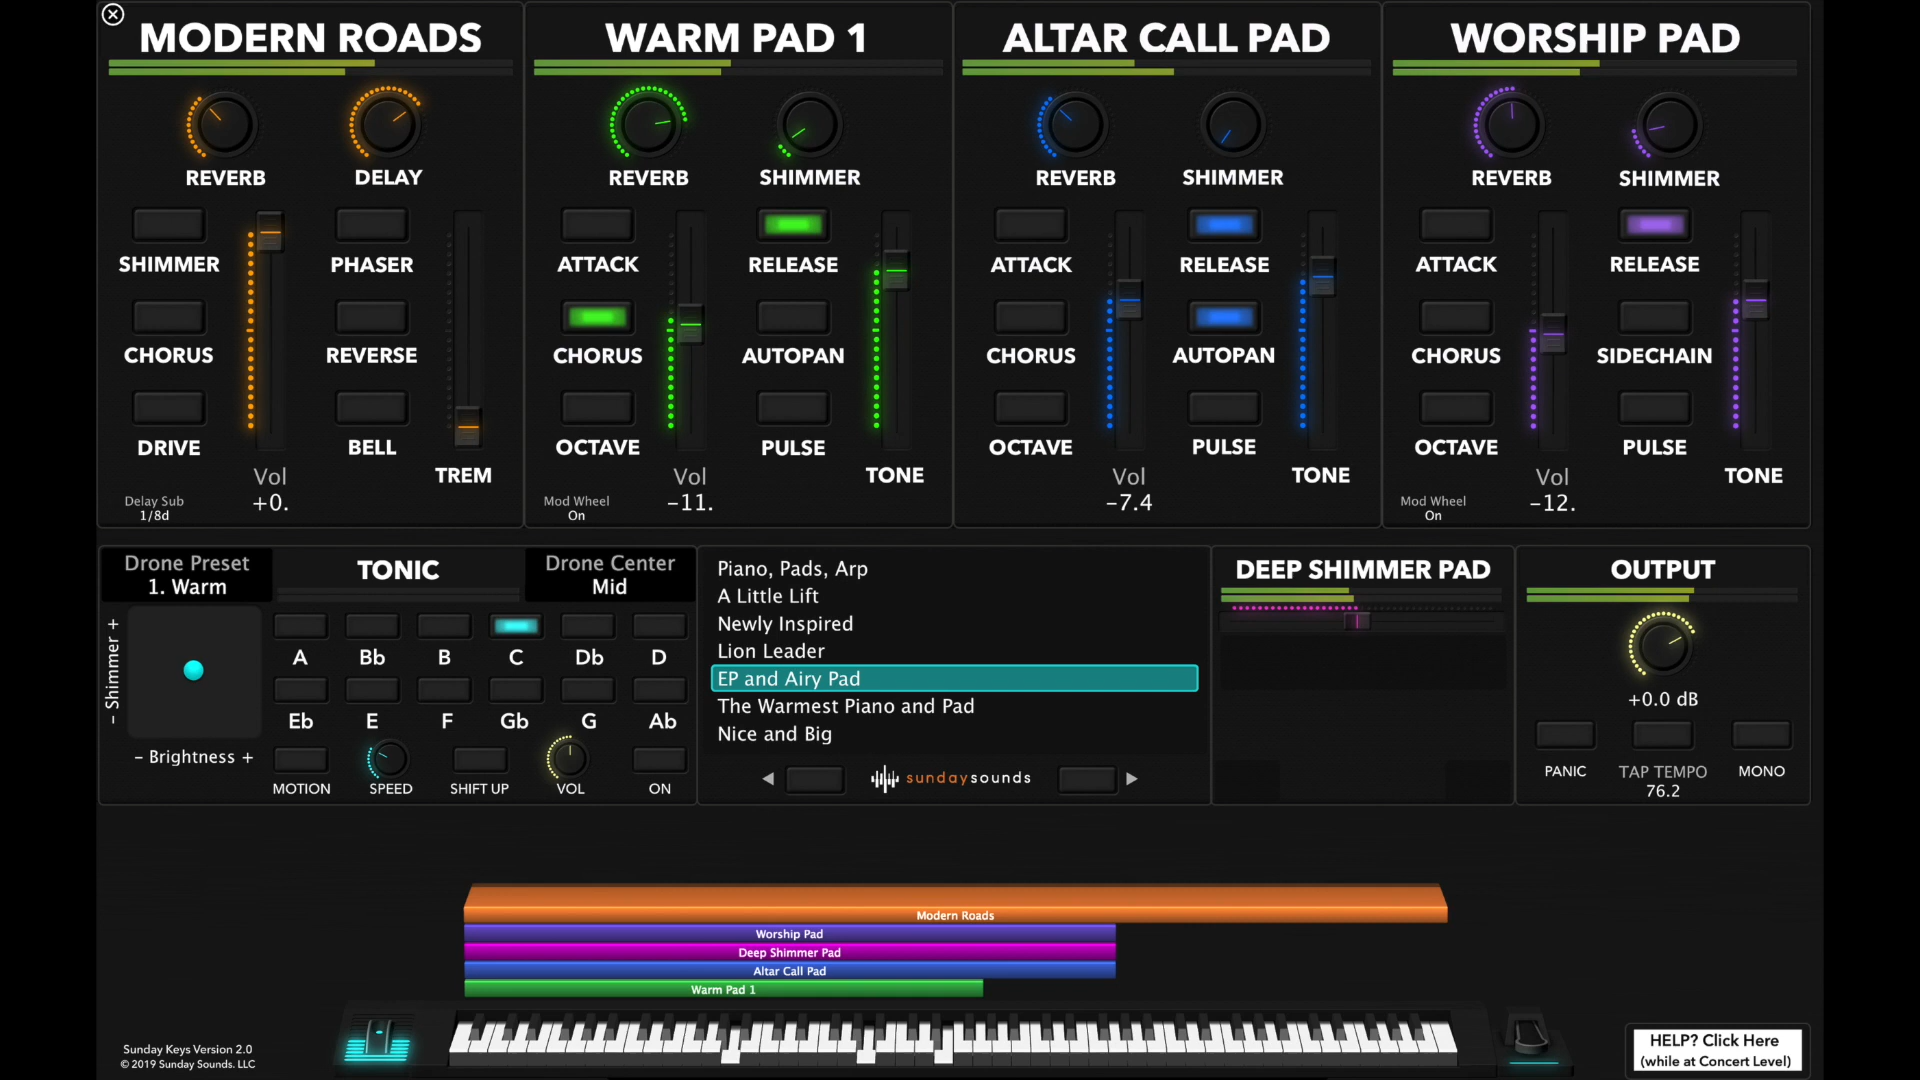 MODERN ROADS
REVERB
DELAY
SHIMMER
PHASER
CHORUS
REVERSE
DRIVE
BELL
TREM
Vol
+0.
Delay Sub
1/8d
WARM PAD 1
REVERB
SHIMMER
ATTACK
RELEASE
CHORUS
AUTOPAN
OCTAVE
PULSE
TONE
Vol
-11.
Mod Wheel
On
ALTAR CALL PAD
REVERB
SHIMMER
ATTACK
RELEASE
CHORUS
AUTOPAN
OCTAVE
PULSE
TONE
Vol
-7.4
WORSHIP PAD
REVERB
SHIMMER
ATTACK
RELEASE
CHORUS
SIDECHAIN
OCTAVE
PULSE
TONE
Vol
-12.
Mod Wheel
On
Drone Preset
1. Warm
TONIC
Drone Center
Mid
- Shimmer +
- Brightness +
A Bb B C Db D
Eb E F Gb G Ab
MOTION SPEED SHIFT UP VOL ON
Piano, Pads, Arp
A Little Lift
Newly Inspired
Lion Leader
EP and Airy Pad
The Warmest Piano and Pad
Nice and Big
sundaysounds
DEEP SHIMMER PAD
OUTPUT
+0.0 dB
PANIC
TAP TEMPO
76.2
MONO
Modern Roads
Worship Pad
Deep Shimmer Pad
Altar Call Pad
Warm Pad 1
Sunday Keys Version 2.0
© 2019 Sunday Sounds. LLC
HELP? Click Here
(while at Concert Level)